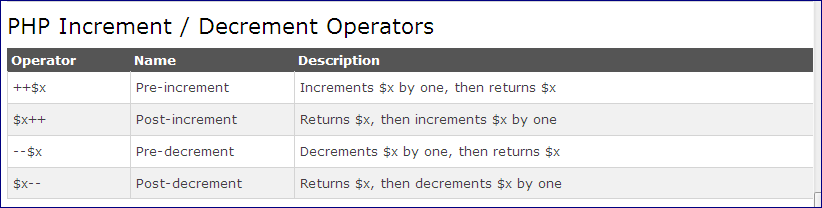 PHP Increment / Decrement Operators
Operator Name Description
++$x Pre-increment Increments $x by one, then returns $x
$x++ Post-increment Returns $x, then increments $x by one
--$x Pre-decrement Decrements $x by one, then returns $x
$x-- Post-decrement Returns $x, then decrements $x by one